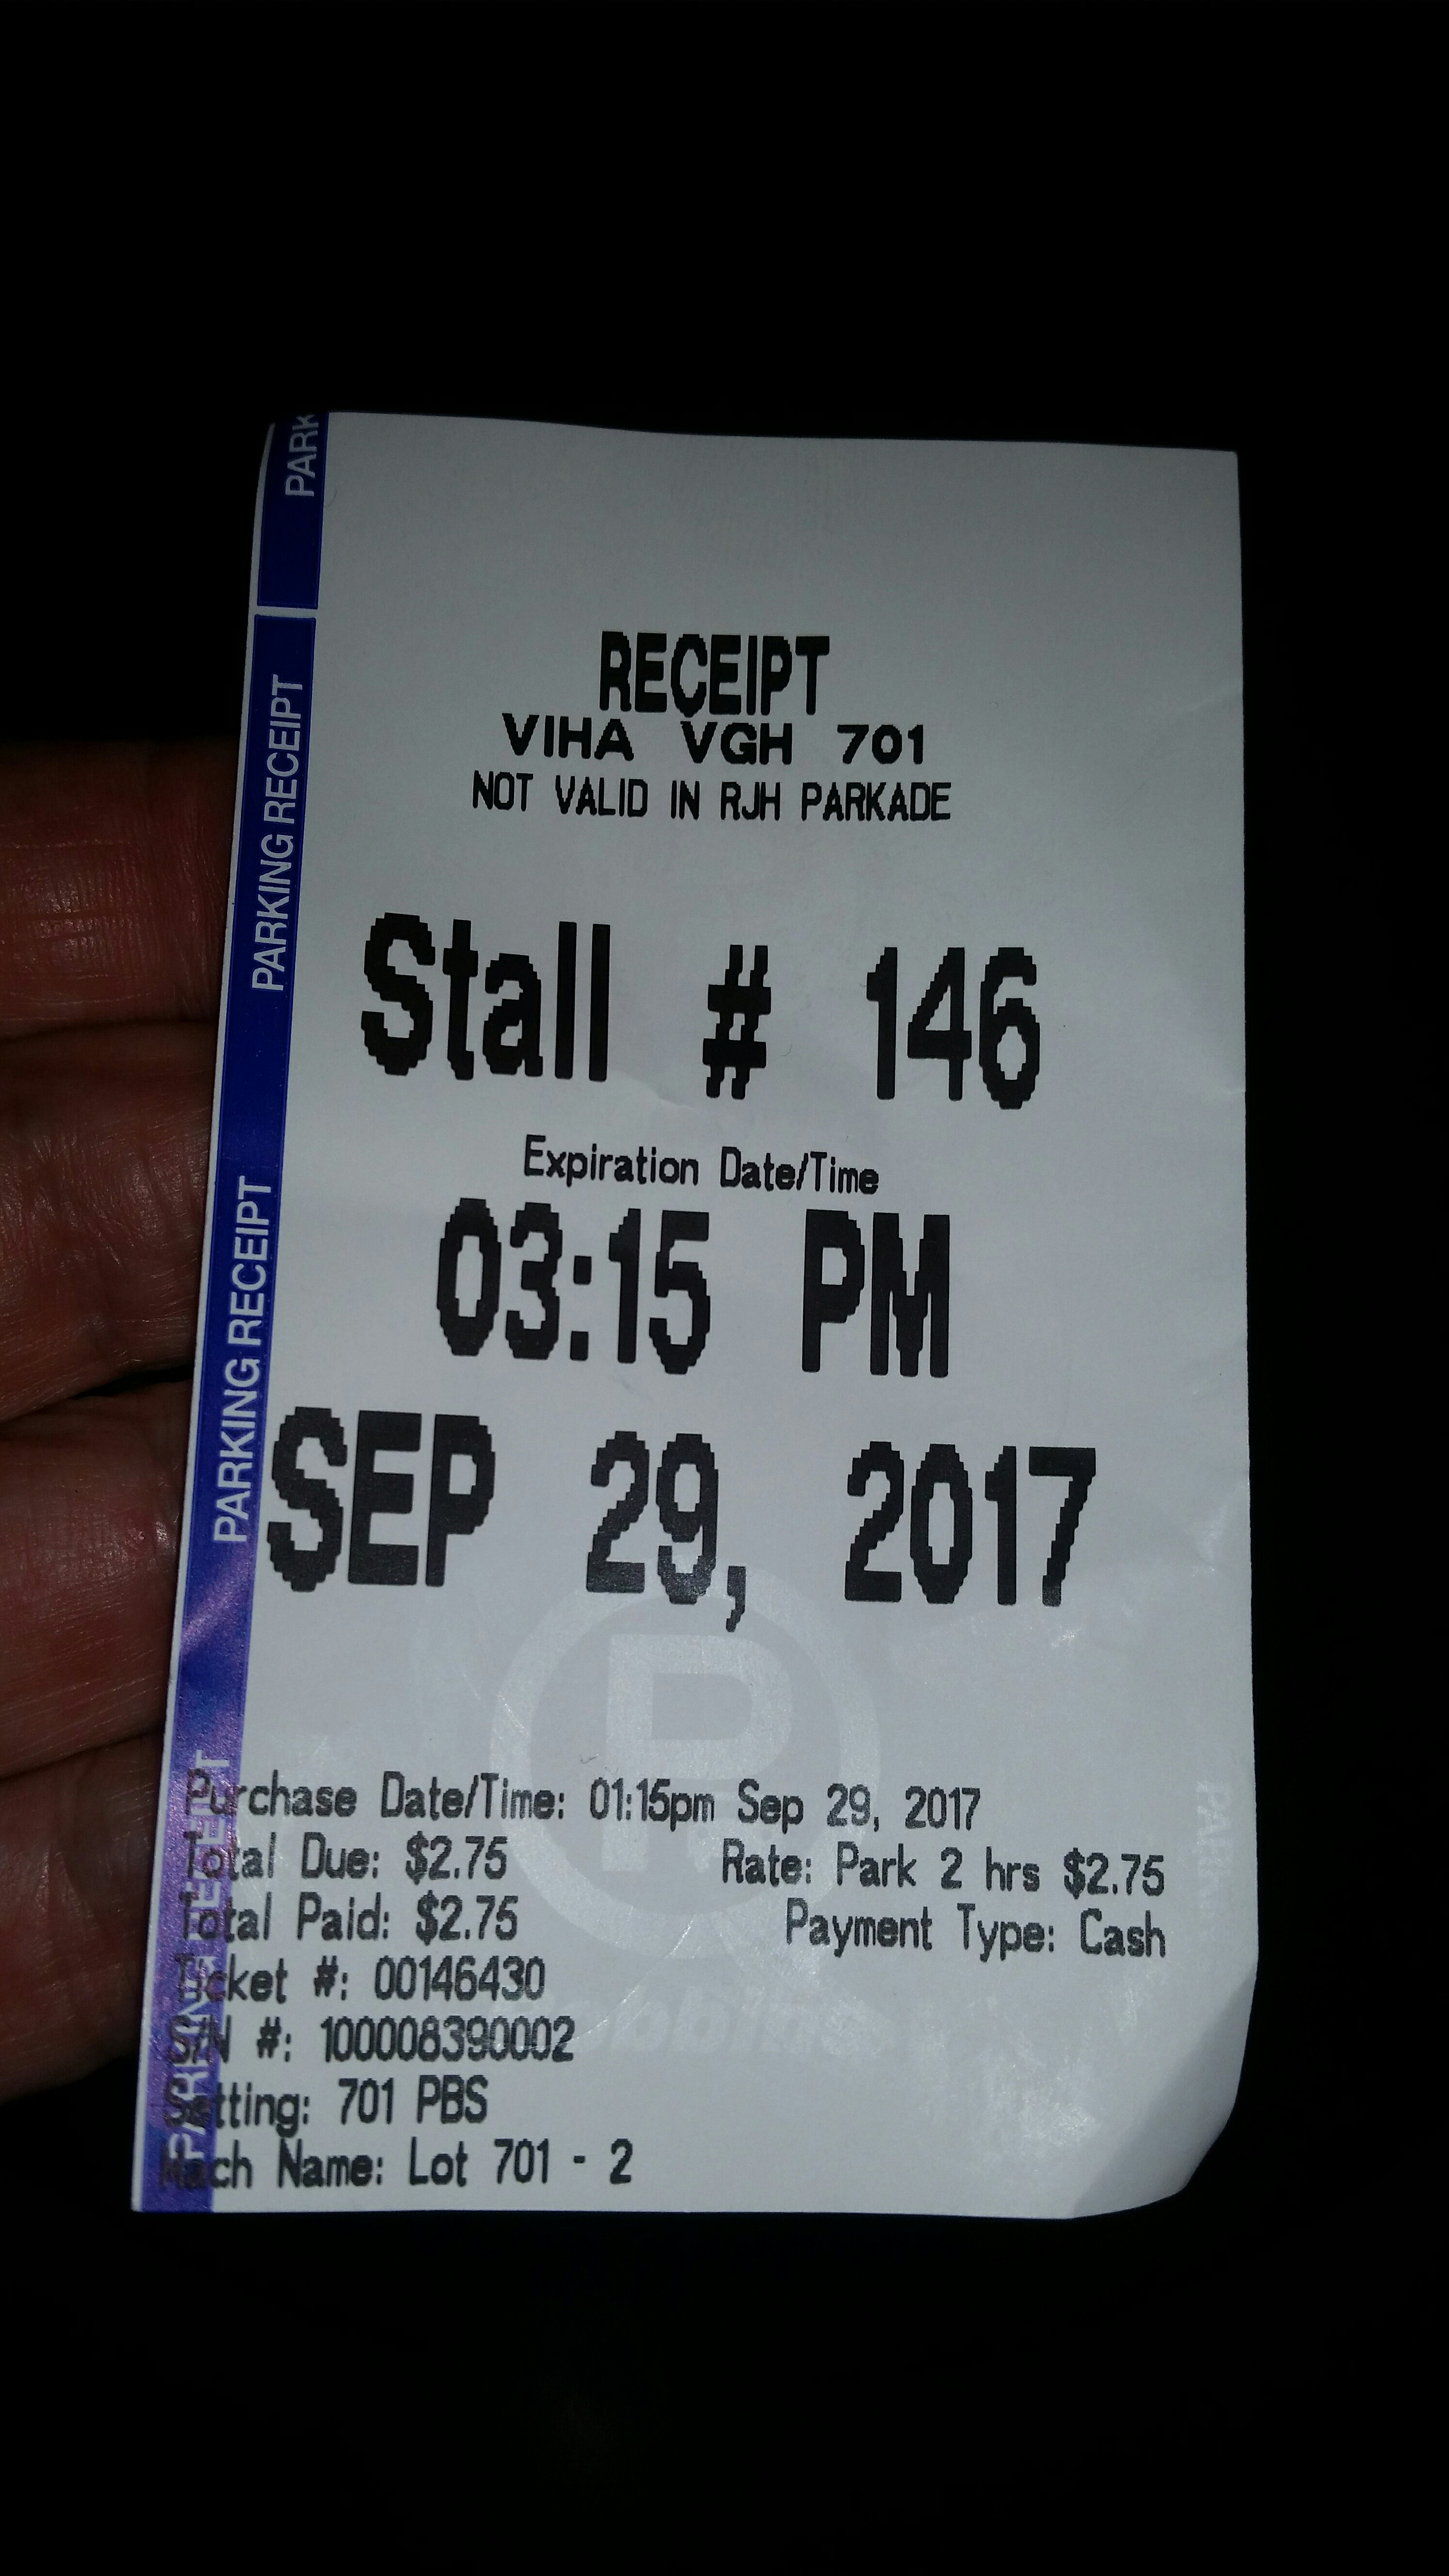 PARK
PARKING RECEIPT
PARKING RECEIPT
PARKING RECEIPT
RECEIPT
VIHA VGH 701
NOT VALID IN RJH PARKADE
Stall # 146
Expiration Date/Time
03:15 PM
SEP 29, 2017
Purchase Date/Time: 01:15pm Sep 29, 2017
Total Due: $2.75 Rate: Park 2 hrs $2.75
Total Paid: $2.75 Payment Type: Cash
Ticket #: 00146430
S/N #: 100008390002
Setting: 701 PBS
Mach Name: Lot 701 - 2